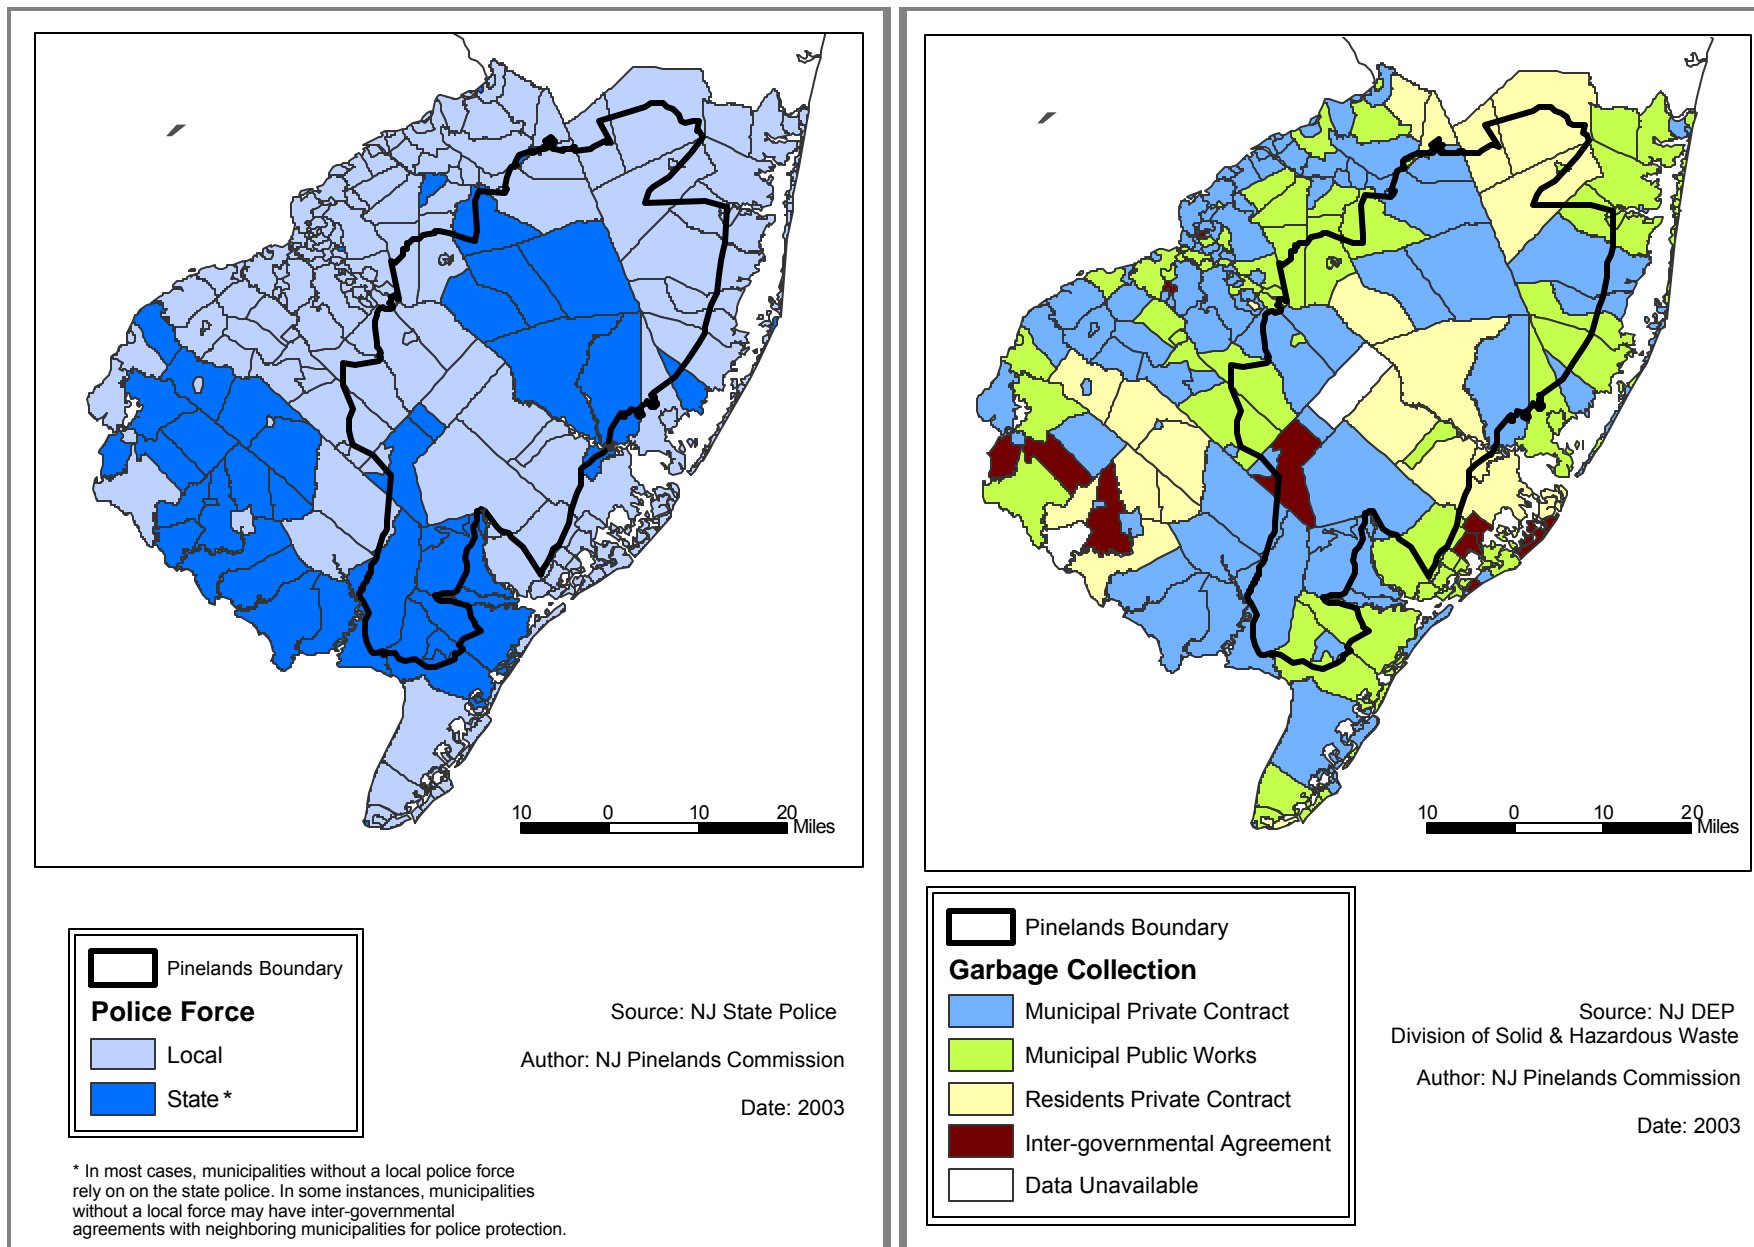 10 0 10 20
Miles
Pinelands Boundary
Police Force
Local
State *
Source: NJ State Police
Author: NJ Pinelands Commission
Date: 2003
* In most cases, municipalities without a local police force
rely on on the state police. In some instances, municipalities
without a local force may have inter-governmental
agreements with neighboring municipalities for police protection.
10 0 10 20
Miles
Pinelands Boundary
Garbage Collection
Municipal Private Contract
Municipal Public Works
Residents Private Contract
Inter-governmental Agreement
Data Unavailable
Source: NJ DEP
Division of Solid & Hazardous Waste
Author: NJ Pinelands Commission
Date: 2003